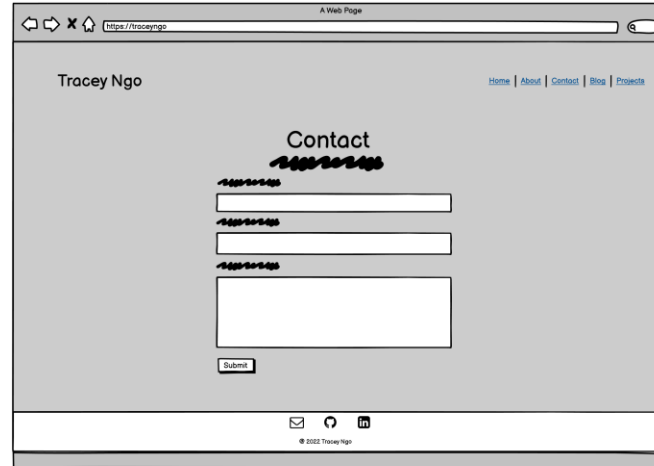 A Web Page
https://traceyngo
Tracey Ngo
Home | About | Contact | Blog | Projects
Contact
Submit
@ 2022 Tracey Ngo